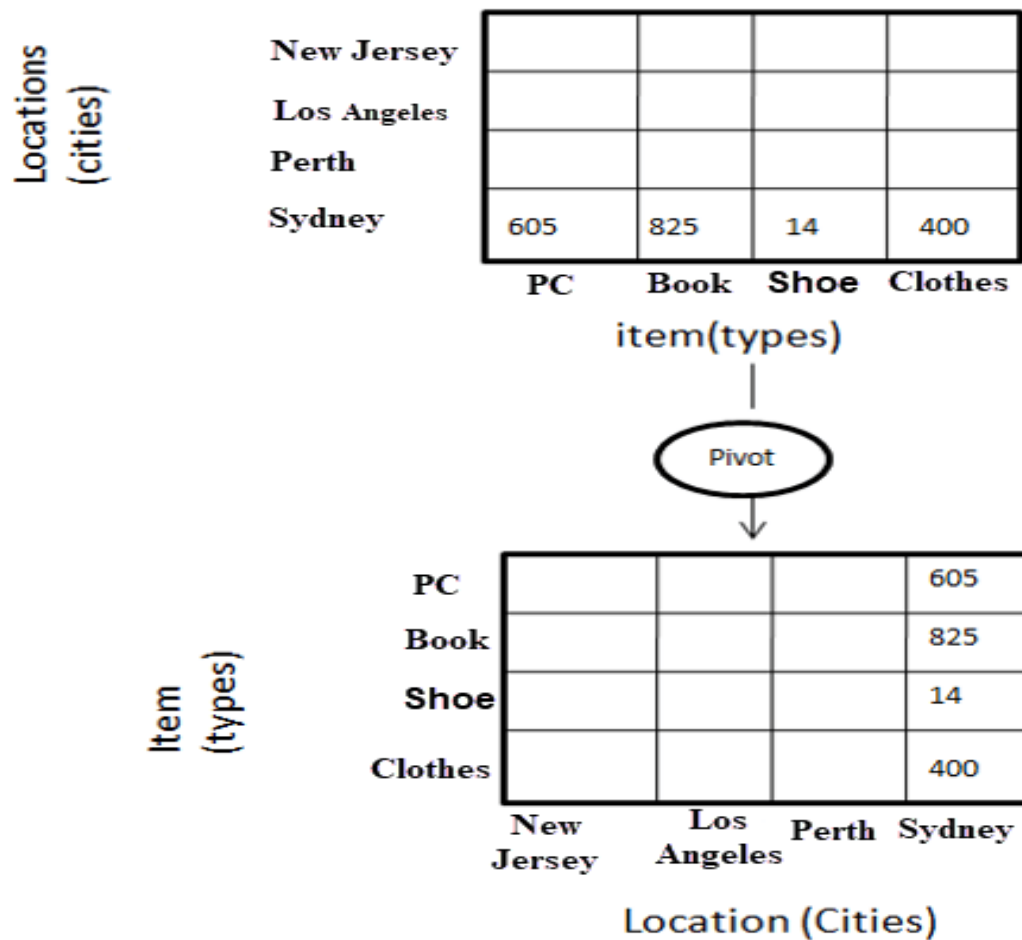 Locations
(cities)
New Jersey
Los Angeles
Perth
Sydney
605 825 14 400
PC Book Shoe Clothes
item(types)
Pivot
Item
(types)
PC 605
Book 825
Shoe 14
Clothes 400
New
Jersey
Los
Angeles
Perth
Sydney
Location (Cities)